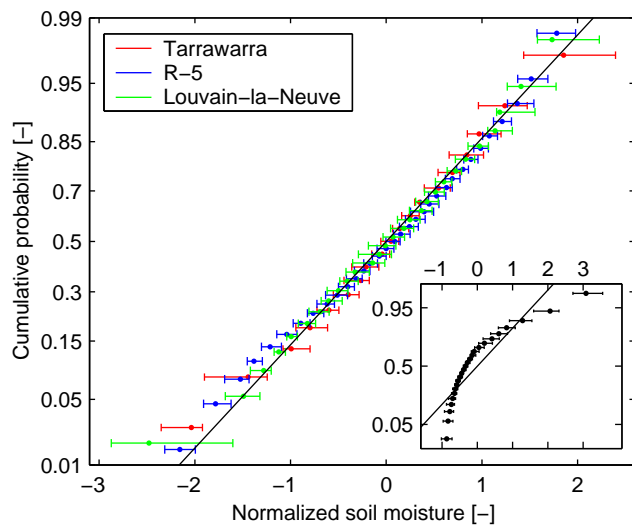 0.99
0.95
0.85
0.7
0.5
0.3
0.15
0.05
0.01
Cumulative probability [−]
Tarrawarra
R−5
Louvain−la−Neuve
−1 0 1 2 3
0.95
0.5
0.05
−3 −2 −1 0 1 2
Normalized soil moisture [−]